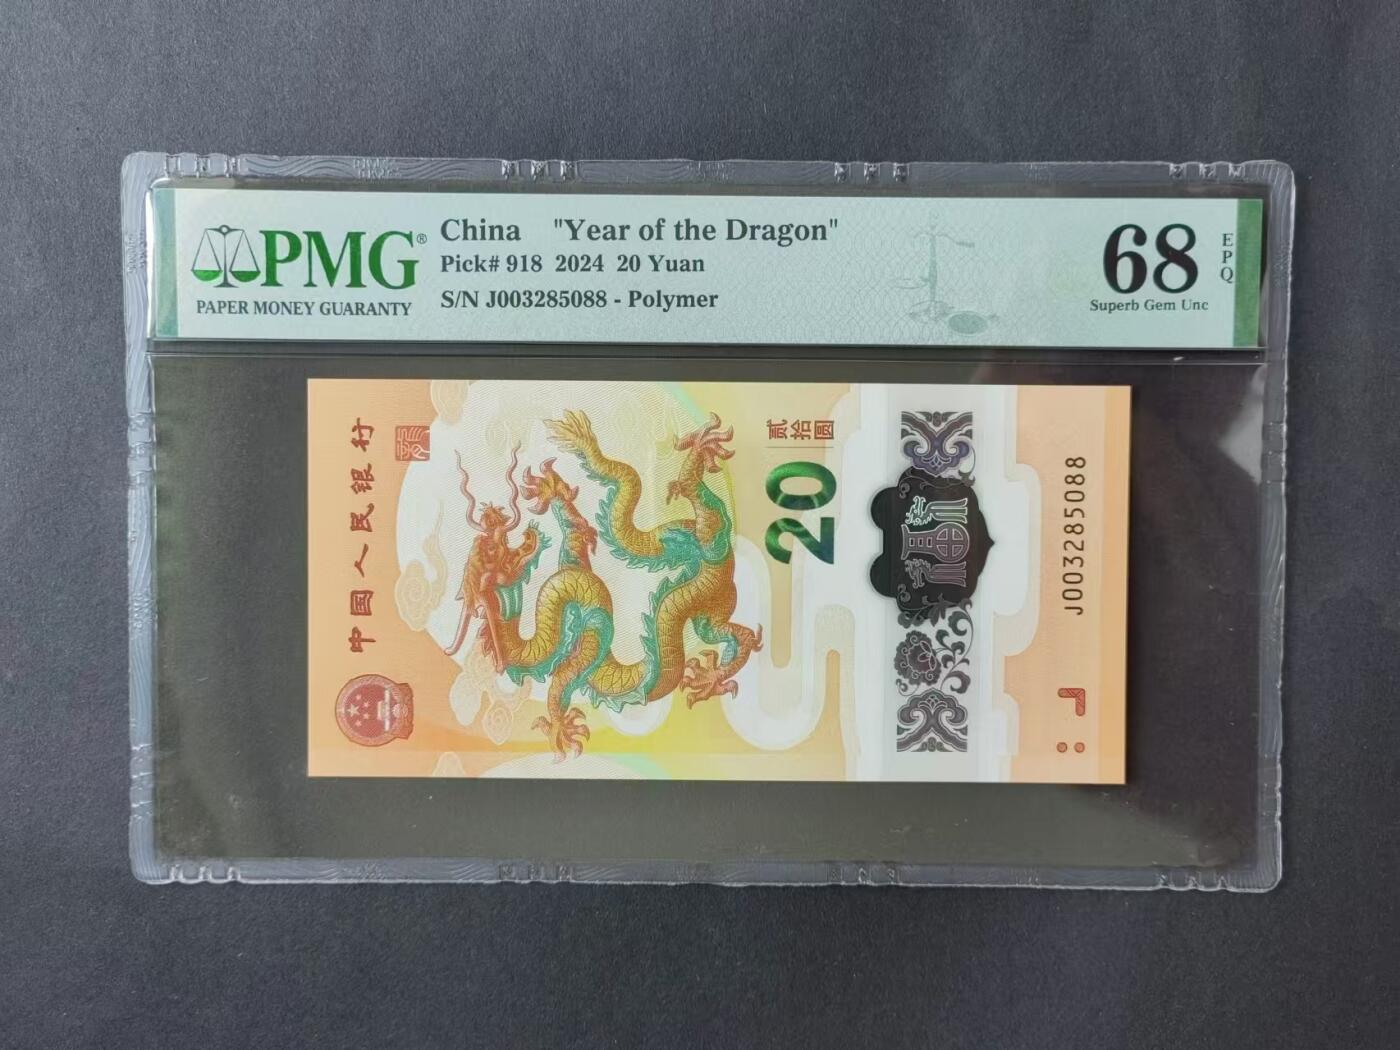 PMG®
PAPER MONEY GUARANTY
China "Year of the Dragon"
Pick# 918 2024 20 Yuan
S/N J003285088 - Polymer
68
EPQ
Superb Gem Unc
中国人民银行
贰拾圆
20
J003285088